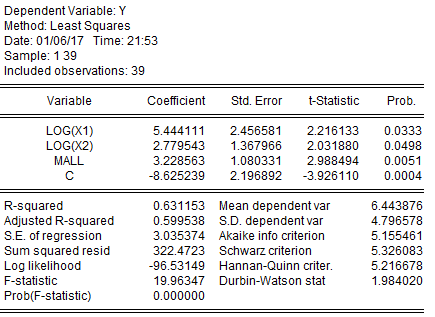 Dependent Variable: Y
Method: Least Squares
Date: 01/06/17 Time: 21:53
Sample: 1 39
Included observations: 39
Variable Coefficient Std. Error t-Statistic Prob.
LOG(X1) 5.444111 2.456581 2.216133 0.0333
LOG(X2) 2.779543 1.367966 2.031880 0.0498
MALL 3.228563 1.080331 2.988494 0.0051
C -8.625239 2.196892 -3.926110 0.0004
R-squared 0.631153 Mean dependent var 6.443876
Adjusted R-squared 0.599538 S.D. dependent var 4.796578
S.E. of regression 3.035374 Akaike info criterion 5.155461
Sum squared resid 322.4723 Schwarz criterion 5.326083
Log likelihood -96.53149 Hannan-Quinn criter. 5.216678
F-statistic 19.96347 Durbin-Watson stat 1.984020
Prob(F-statistic) 0.000000